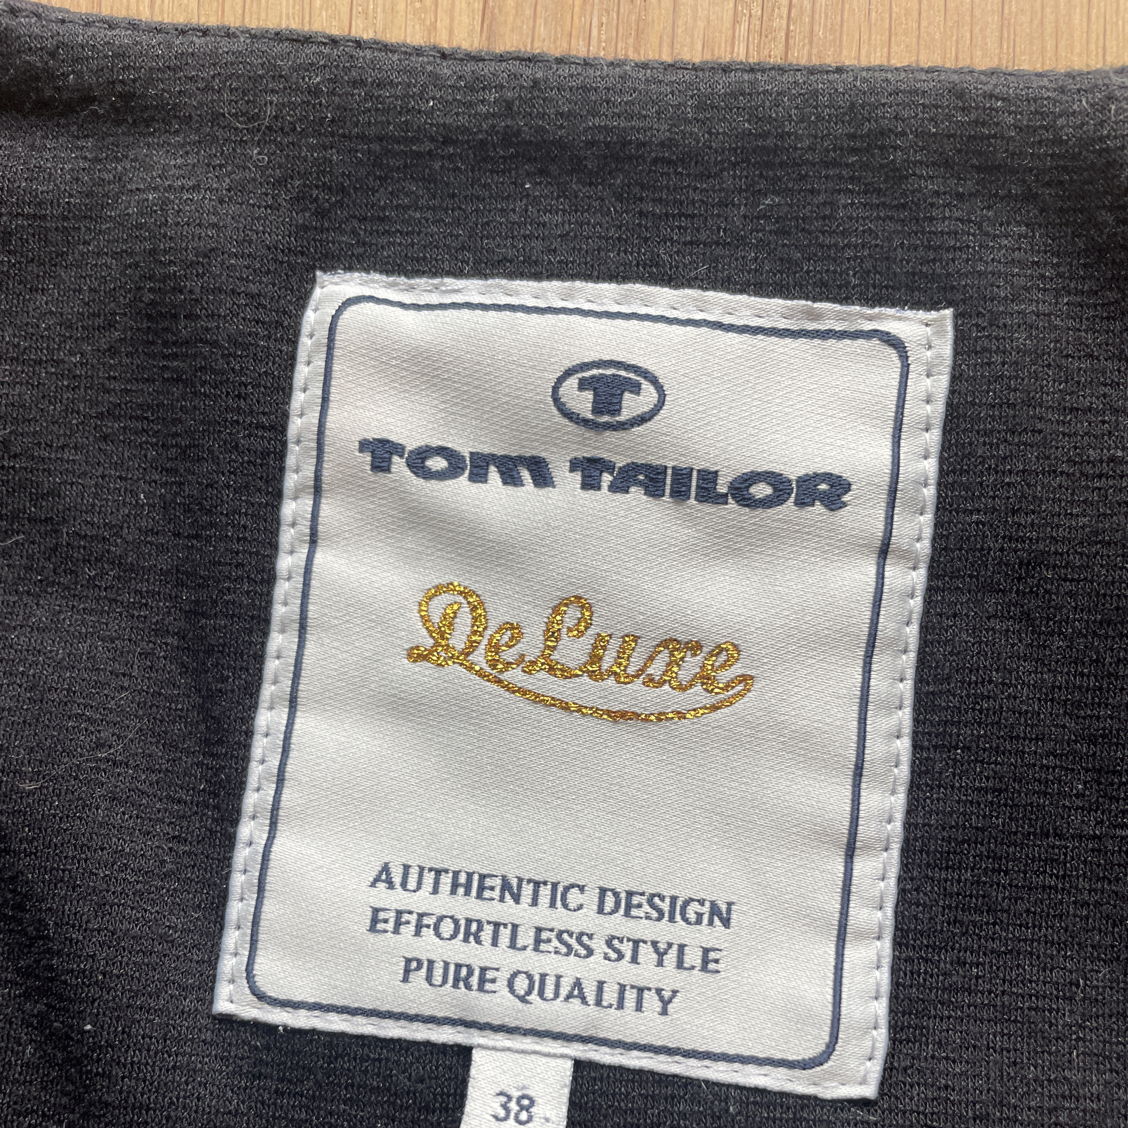 T
TOM TAILOR
DeLuxe
AUTHENTIC DESIGN
EFFORTLESS STYLE
PURE QUALITY
38